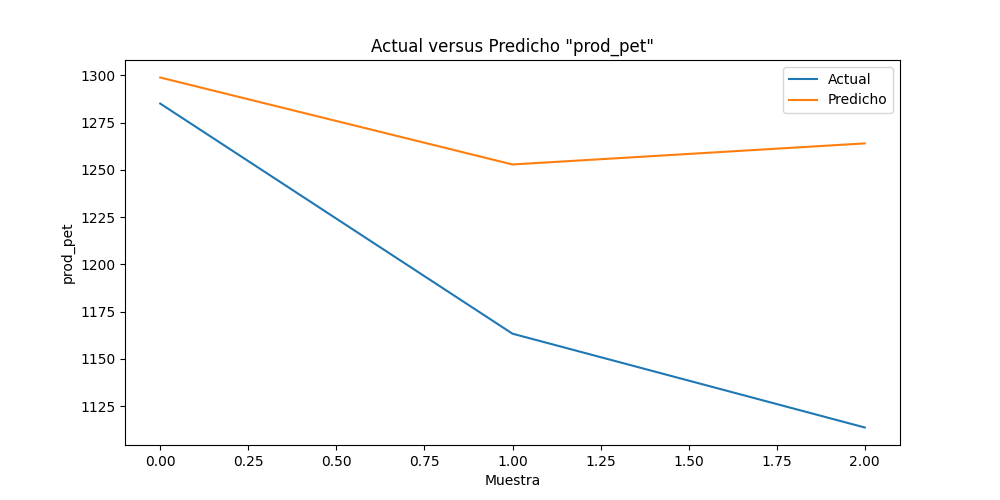 Actual versus Predicho "prod_pet"
Actual
Predicho
prod_pet
1300
1275
1250
1225
1200
1175
1150
1125
0.00 0.25 0.50 0.75 1.00 1.25 1.50 1.75 2.00
Muestra